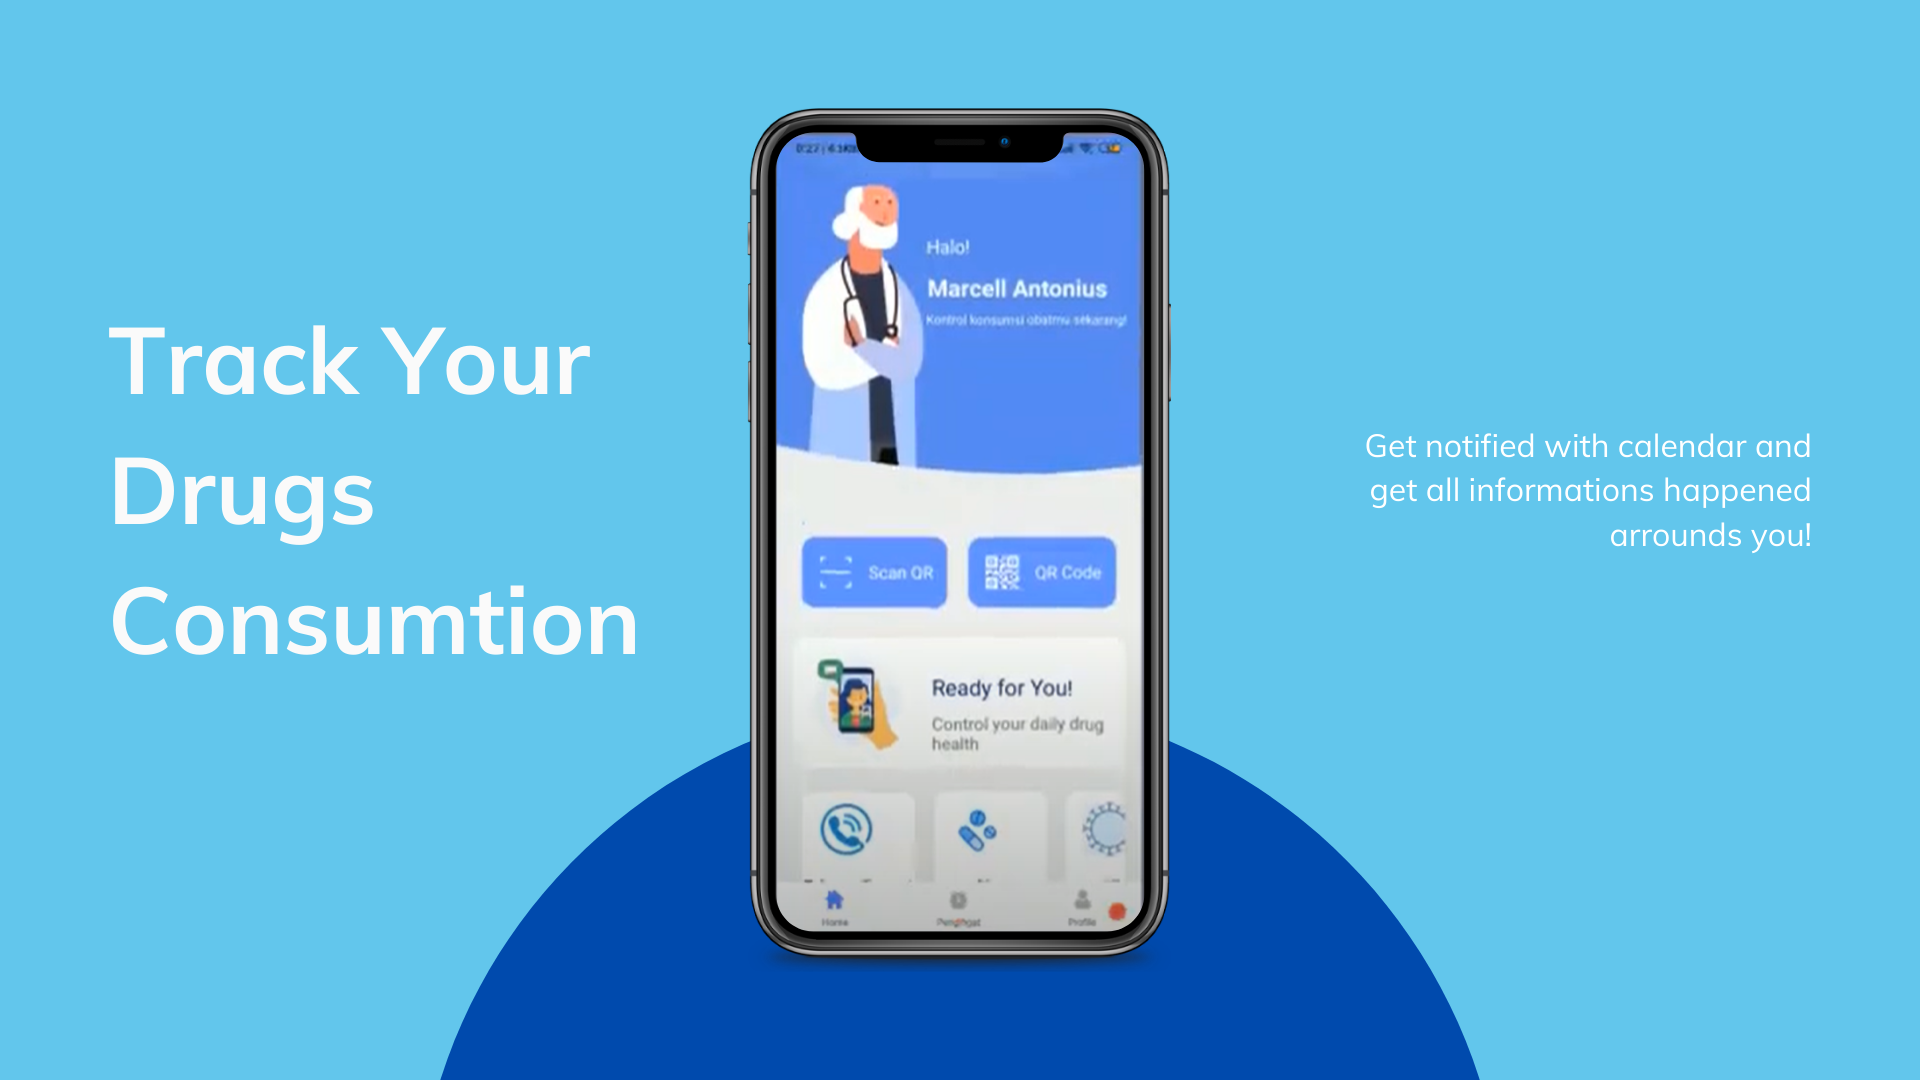 Track Your
Drugs
Consumtion
Halo!
Marcell Antonius
Kontrol konsumsi obatmu sekarang!
Scan QR
QR Code
Ready for You!
Control your daily drug
health
Home
Pengingat
Profile
Get notified with calendar and
get all informations happened
arrounds you!